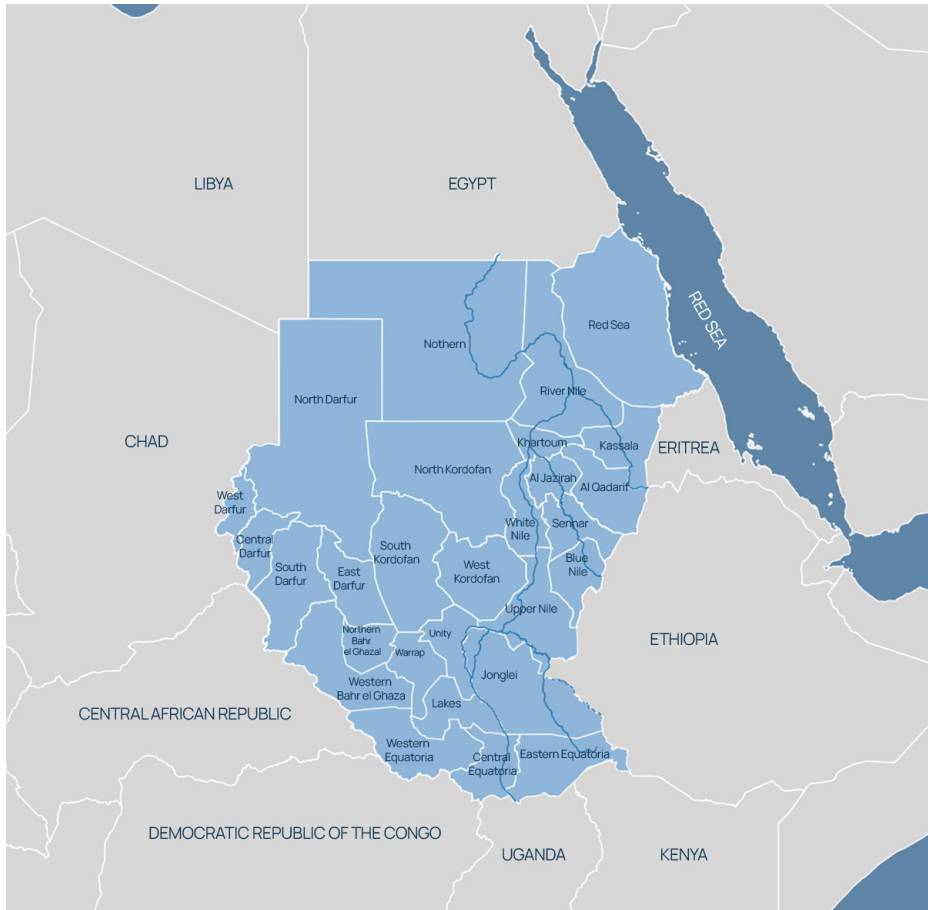 LIBYA
EGYPT
RED SEA
Red Sea
Nothern
North Darfur
River Nile
CHAD
Khartoum
Kassala
ERITREA
North Kordofan
Al Jazirah
Al Qadarif
West
Darfur
White
Nile
Sennar
Central
Darfur
South
Kordofan
South
Darfur
East
Darfur
West
Kordofan
Blue
Nile
Upper Nile
ETHIOPIA
Northern
Bahr
el Ghazal
Unity
Warrap
Jonglei
Western
Bahr el Ghaza
Lakes
CENTRAL AFRICAN REPUBLIC
Western
Equatoria
Central
Equatoria
Eastern Equatoria
DEMOCRATIC REPUBLIC OF THE CONGO
UGANDA
KENYA